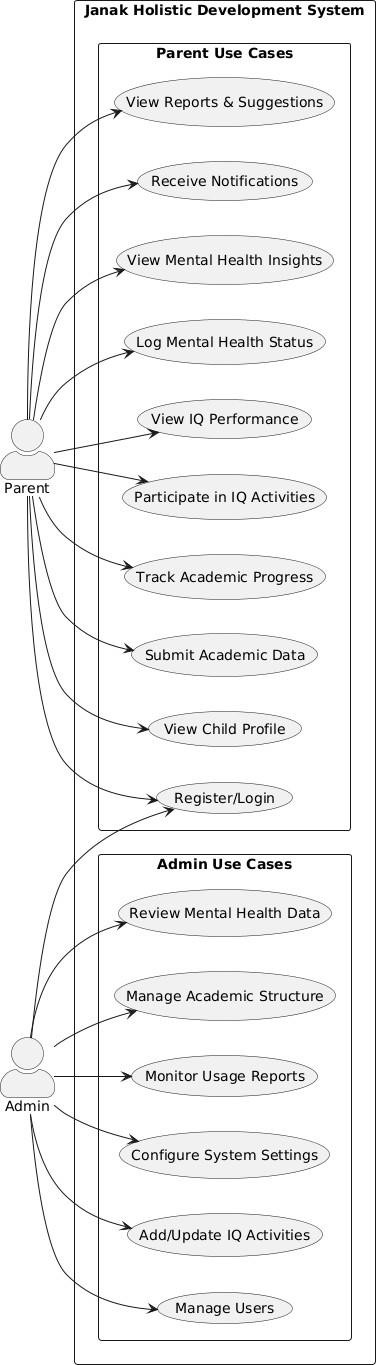 Janak Holistic Development System
Parent Use Cases
View Reports & Suggestions
Receive Notifications
View Mental Health Insights
Log Mental Health Status
View IQ Performance
Parent
Participate in IQ Activities
Track Academic Progress
Submit Academic Data
View Child Profile
Register/Login
Admin Use Cases
Review Mental Health Data
Manage Academic Structure
Monitor Usage Reports
Admin
Configure System Settings
Add/Update IQ Activities
Manage Users